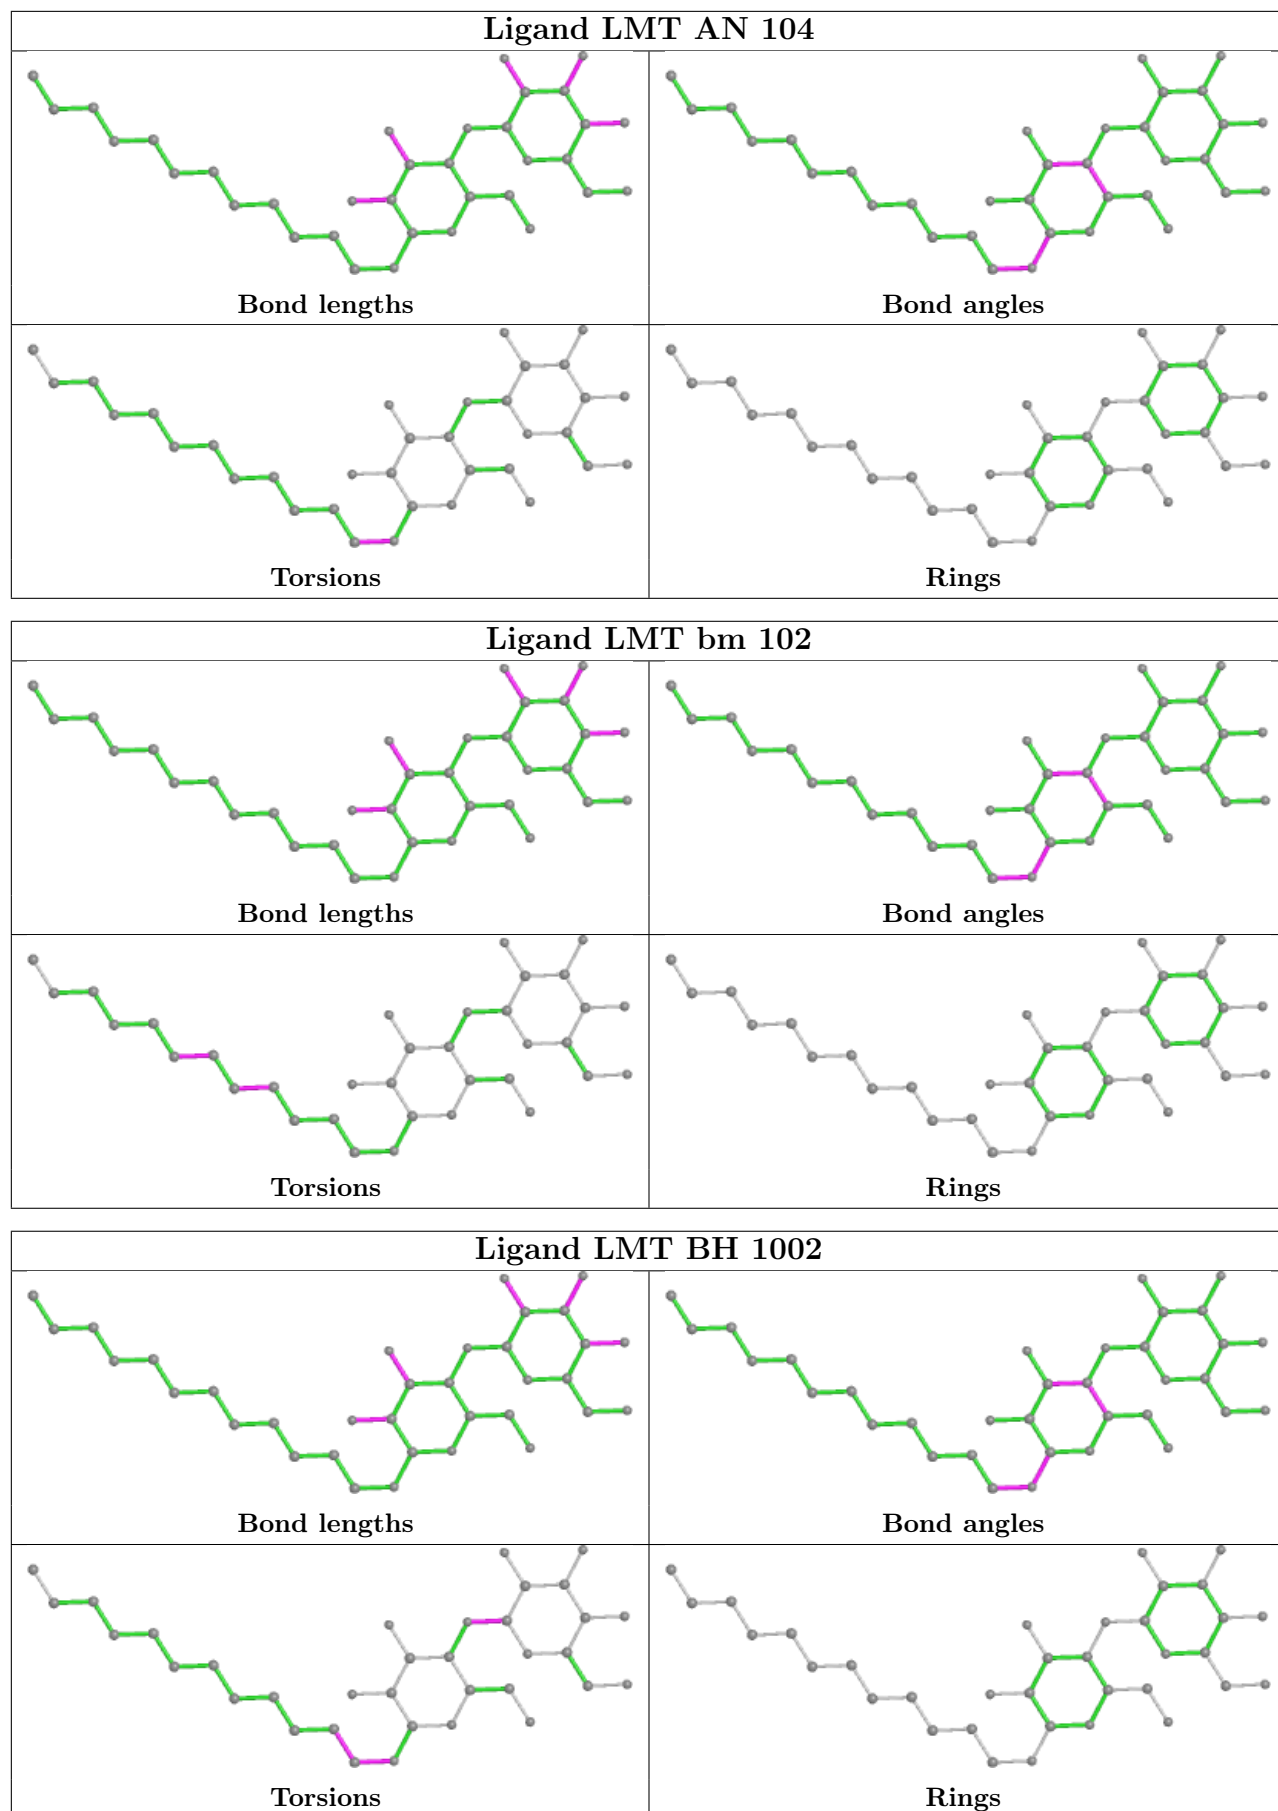 Ligand LMT AN 104
Bond lengths
Bond angles
Torsions
Rings
Ligand LMT bm 102
Bond lengths
Bond angles
Torsions
Rings
Ligand LMT BH 1002
Bond lengths
Bond angles
Torsions
Rings